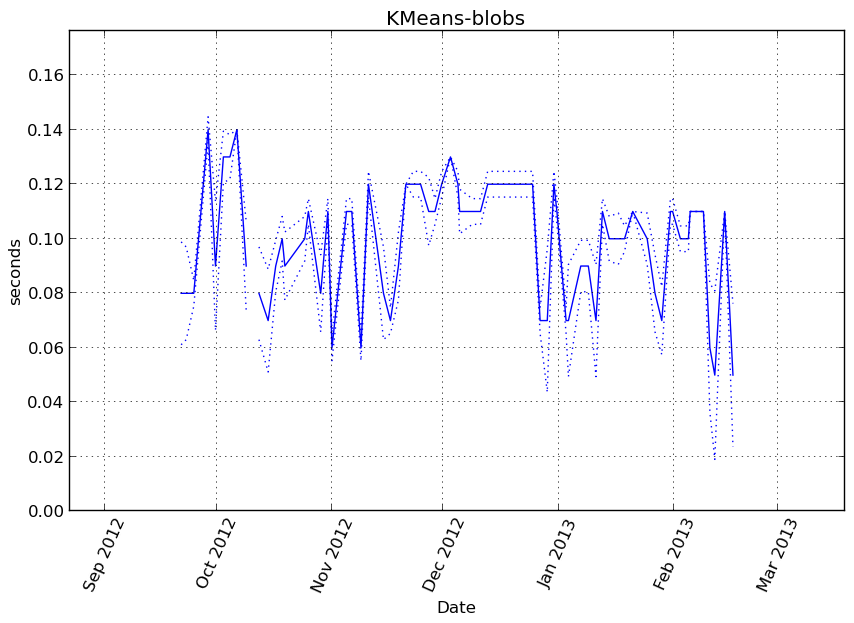 KMeans-blobs
0.16
0.14
0.12
0.10
0.08
0.06
0.04
0.02
0.00
seconds
Sep 2012
Oct 2012
Nov 2012
Dec 2012
Jan 2013
Feb 2013
Mar 2013
Date